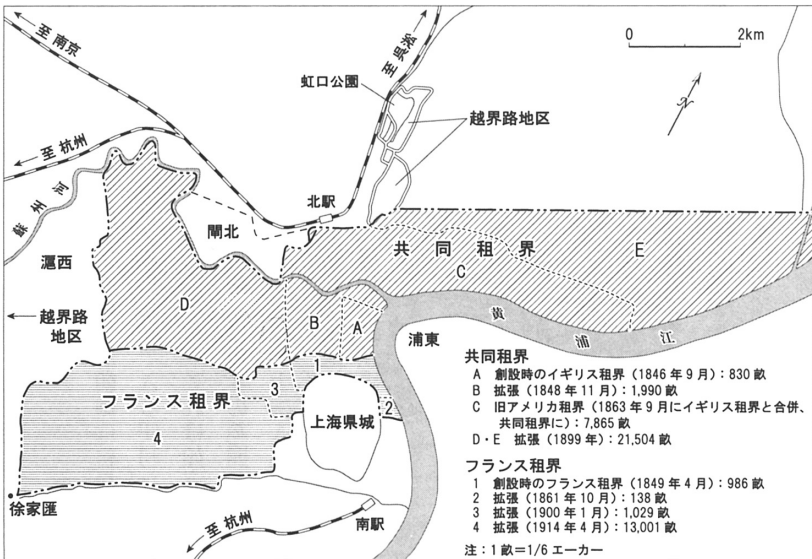 至南京
至呉淞
0 2km
虹口公園
N
越界路地区
至杭州
蘇州河
北駅
閘北
共同租界
E
滬西
C
D
越界路地区
B
A
黄浦江
浦東
1
フランス租界
3
2
上海県城
4
徐家匯
至杭州
南駅
共同租界
A 創設時のイギリス租界（1846年9月）：830畝
B 拡張（1848年11月）：1,990畝
C 旧アメリカ租界（1863年9月にイギリス租界と合併、
共同租界に）：7,865畝
D・E 拡張（1899年）：21,504畝
フランス租界
1 創設時のフランス租界（1849年4月）：986畝
2 拡張（1861年10月）：138畝
3 拡張（1900年1月）：1,029畝
4 拡張（1914年4月）：13,001畝
注：1畝＝1/6エーカー